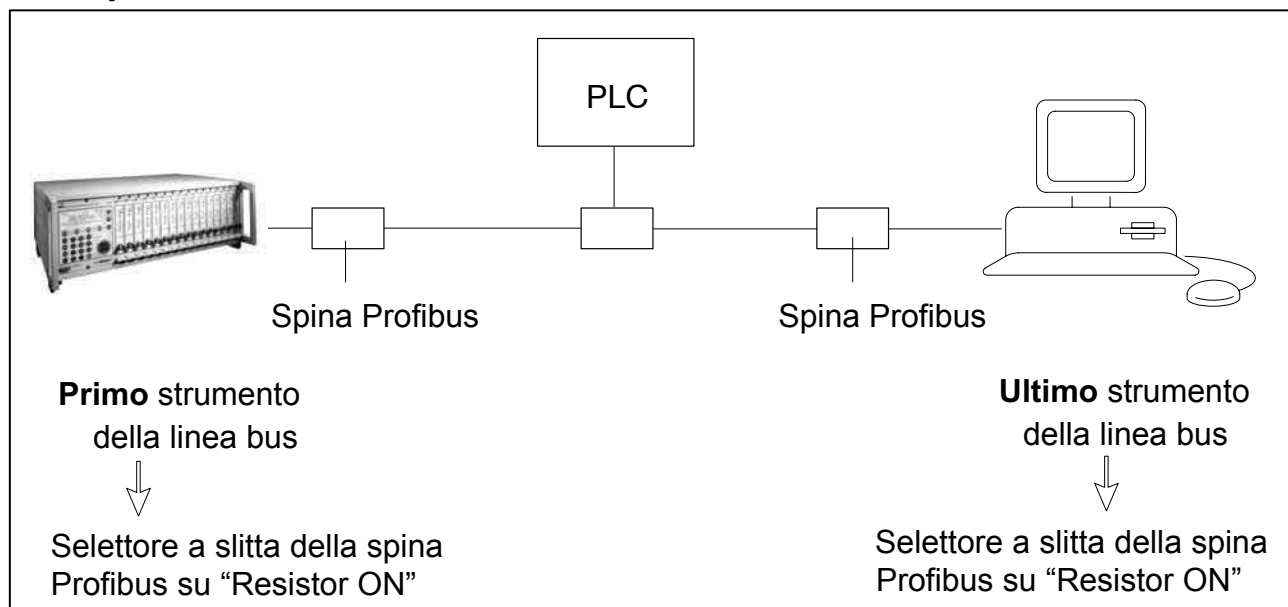 PLC
Spina Profibus
Spina Profibus
Primo strumento
della linea bus
Ultimo strumento
della linea bus
Selettore a slitta della spina
Profibus su “Resistor ON”
Selettore a slitta della spina
Profibus su “Resistor ON”